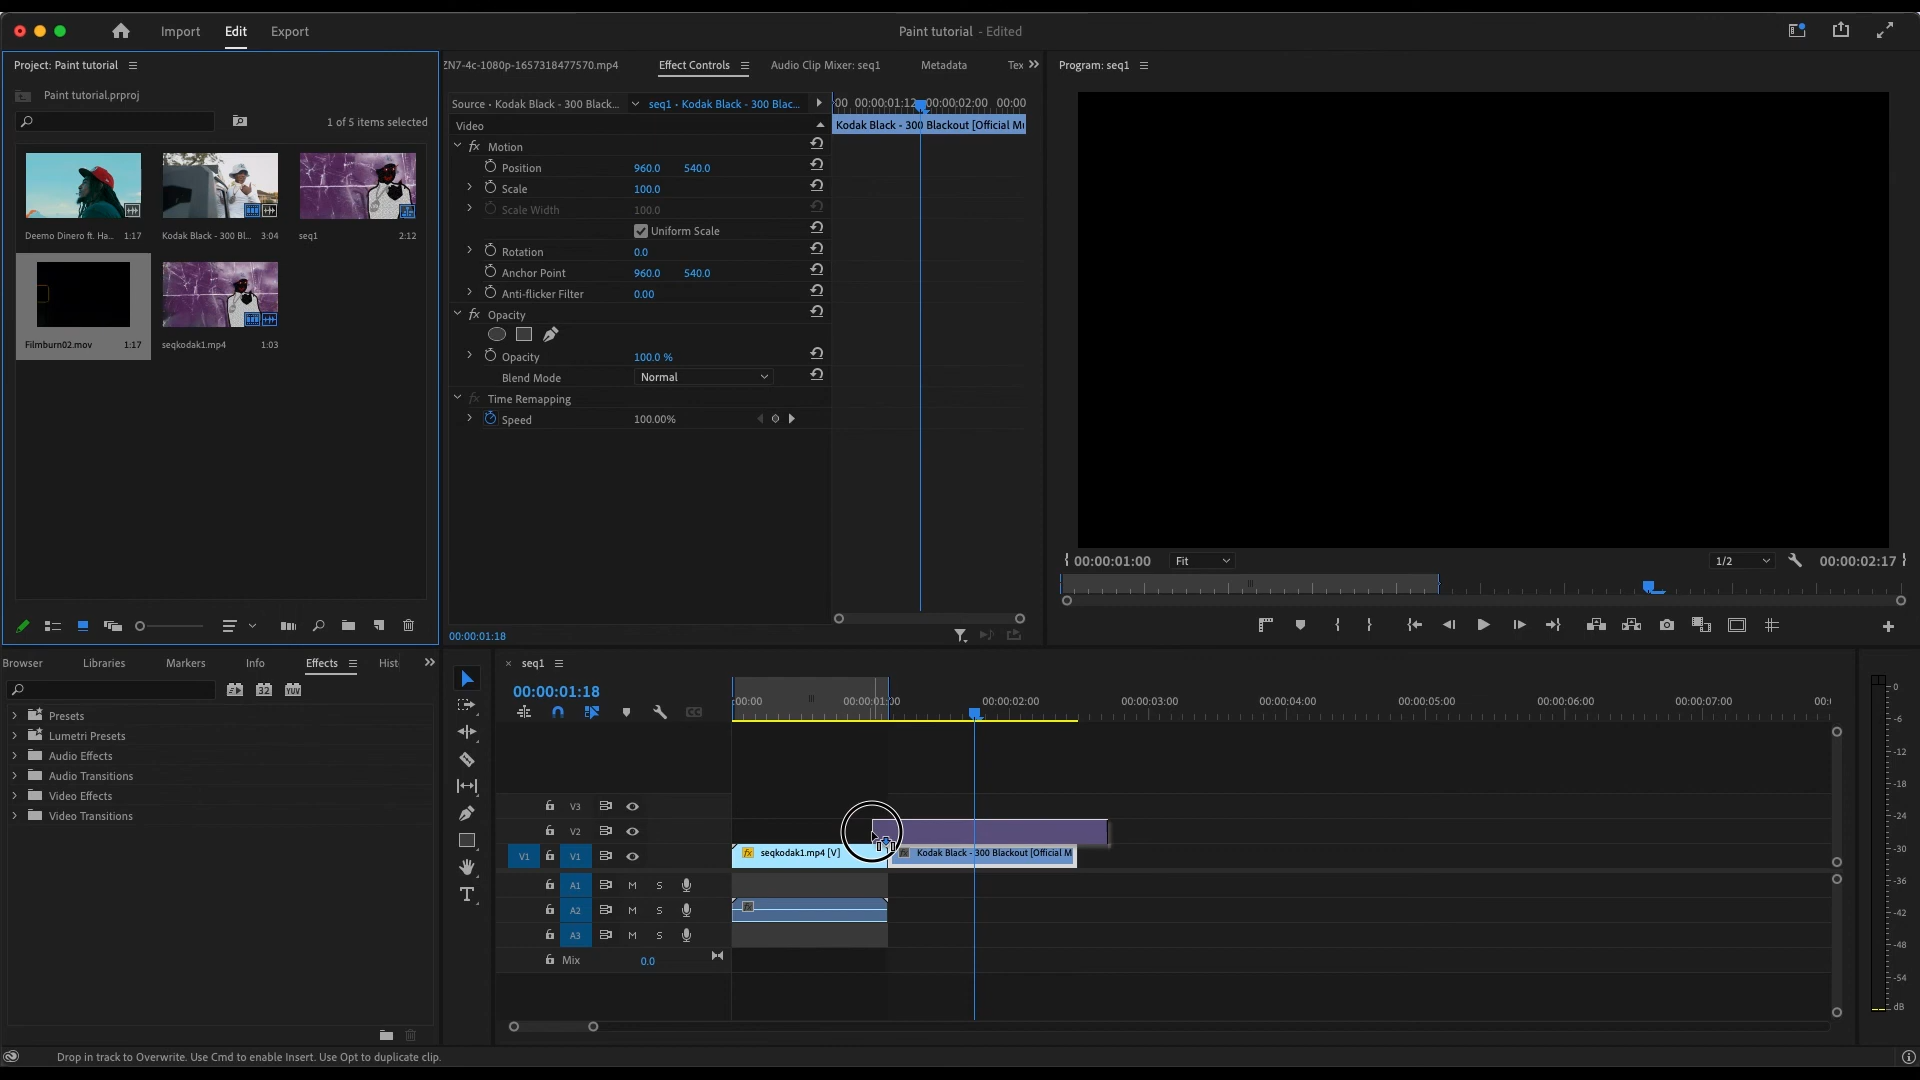 Import
Edit
Export
Paint tutorial - Edited
Project: Paint tutorial
Paint tutorial.prproj
1 of 5 items selected
Deemo Dinero ft. Ha... 1:17
Kodak Black - 300 Bl... 3:04
seq1 2:12
Filmburn02.mov 1:17
seqkodak1.mp4 1:03
ZN7-4c-1080p-1657318477570.mp4
Effect Controls
Audio Clip Mixer: seq1
Metadata
Tex
Source • Kodak Black - 300 Black...
seq1 • Kodak Black - 300 Blac...
:00 00:00:01:12 00:00:02:00 00:00
Video
Kodak Black - 300 Blackout [Official Mu
fx Motion
Position 960.0 540.0
Scale 100.0
Scale Width 100.0
Uniform Scale
Rotation 0.0
Anchor Point 960.0 540.0
Anti-flicker Filter 0.00
fx Opacity
Opacity 100.0 %
Blend Mode Normal
fx Time Remapping
Speed 100.00%
00:00:01:18
Program: seq1
00:00:01:00
Fit
1/2
00:00:02:17
Browser
Libraries
Markers
Info
Effects
Hist
32
YUV
Presets
Lumetri Presets
Audio Effects
Audio Transitions
Video Effects
Video Transitions
seq1
00:00:01:18
CC
:00:00 00:00:01:00 00:00:02:00 00:00:03:00 00:00:04:00 00:00:05:00 00:00:06:00 00:00:07:00 00:0
V3
V2
V1 V1
fx seqkodak1.mp4 [V]
fx Kodak Black - 300 Blackout [Official M
A1 M S
A2 M S
fx
A3 M S
Mix 0.0
0
-6
-12
-18
-24
-30
-36
-42
-48
-54
dB
Drop in track to Overwrite. Use Cmd to enable Insert. Use Opt to duplicate clip.